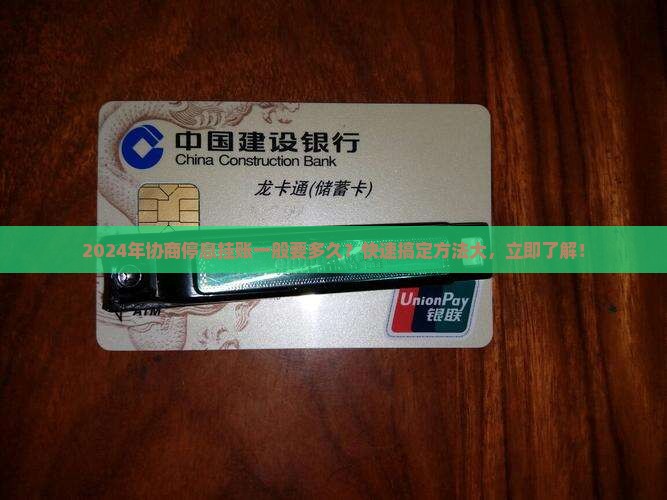 中国建设银行
China Construction Bank
龙卡通(储蓄卡)
2024年协商停息挂账一般要多久？快速搞定方法大，立即了解！
ATM
UnionPay
银联